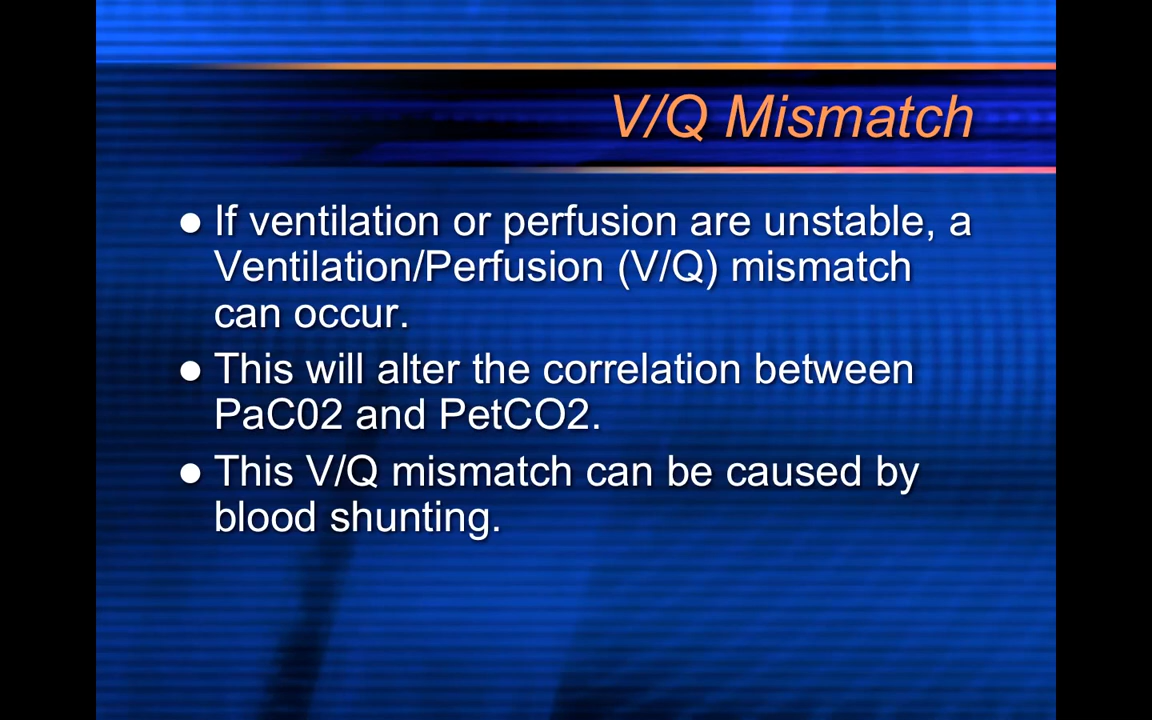 V/Q Mismatch
● If ventilation or perfusion are unstable, a
Ventilation/Perfusion (V/Q) mismatch
can occur.
● This will alter the correlation between
PaC02 and PetCO2.
● This V/Q mismatch can be caused by
blood shunting.